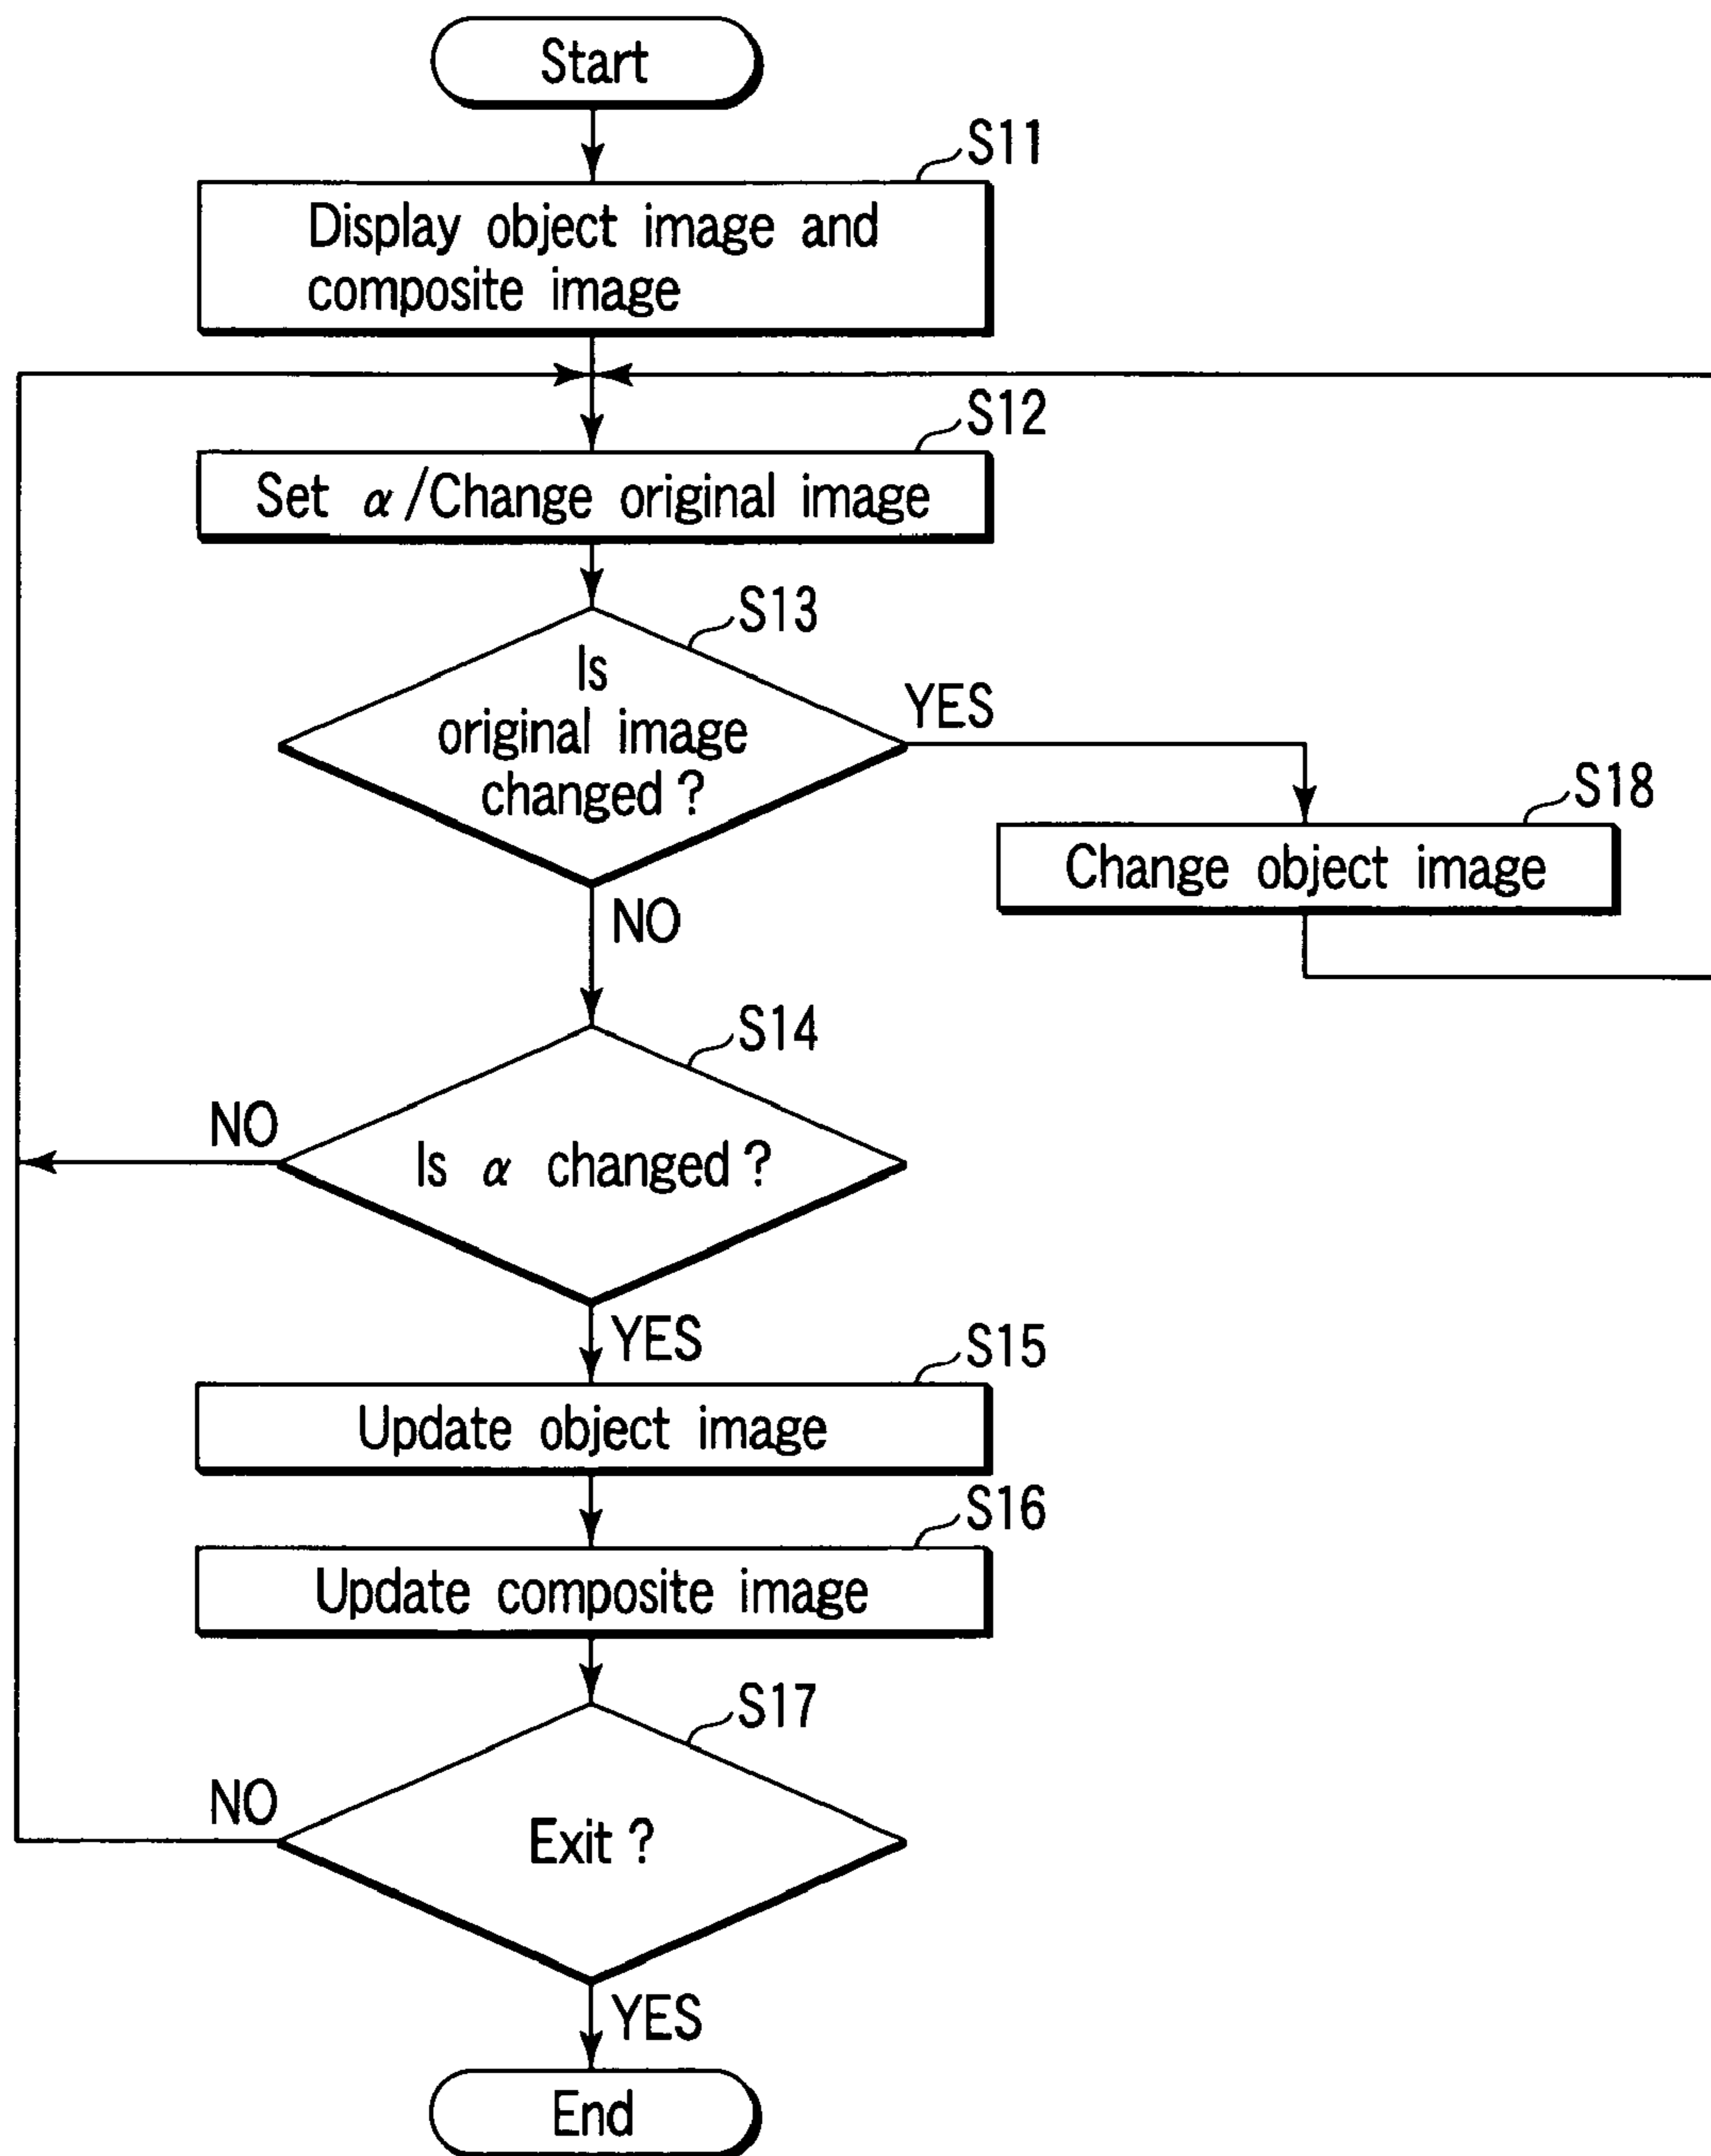 Start
S11
Display object image and
composite image
S12
Set α/Change original image
S13
Is
original image
changed?
YES
S18
Change object image
NO
S14
NO
Is α changed?
YES
S15
Update object image
S16
Update composite image
S17
NO
Exit?
YES
End